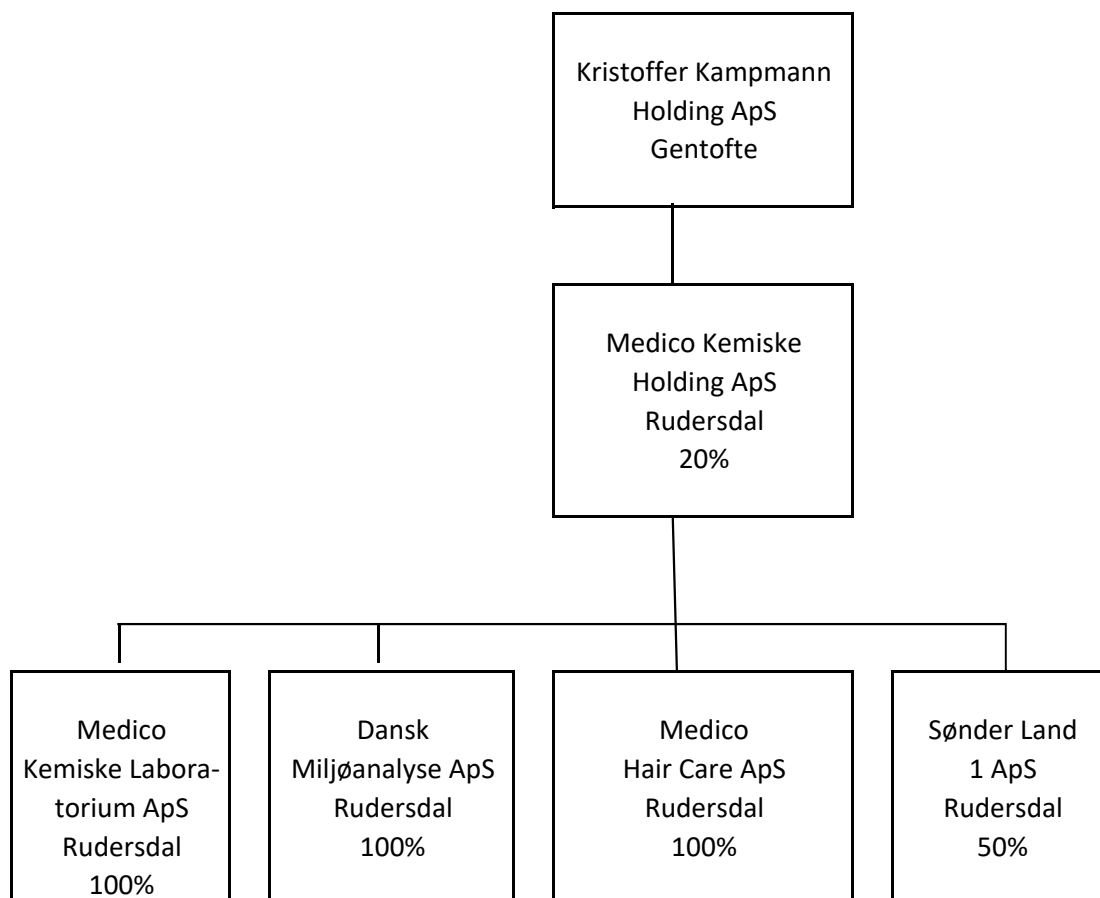 Kristoffer Kampmann
Holding ApS
Gentofte
Medico Kemiske
Holding ApS
Rudersdal
20%
Medico
Kemiske Labora-
torium ApS
Rudersdal
100%
Dansk
Miljøanalyse ApS
Rudersdal
100%
Medico
Hair Care ApS
Rudersdal
100%
Sønder Land
1 ApS
Rudersdal
50%